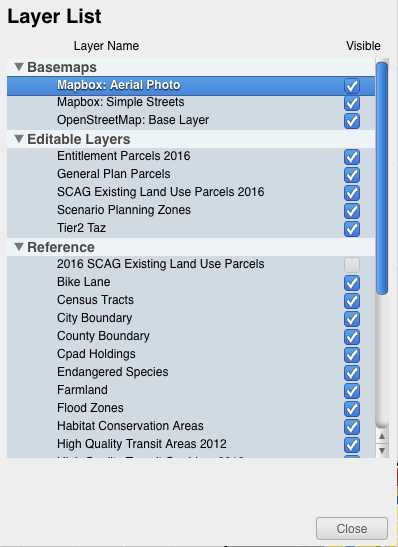 Layer List
Layer Name Visible
Basemaps
Mapbox: Aerial Photo
Mapbox: Simple Streets
OpenStreetMap: Base Layer
Editable Layers
Entitlement Parcels 2016
General Plan Parcels
SCAG Existing Land Use Parcels 2016
Scenario Planning Zones
Tier2 Taz
Reference
2016 SCAG Existing Land Use Parcels
Bike Lane
Census Tracts
City Boundary
County Boundary
Cpad Holdings
Endangered Species
Farmland
Flood Zones
Habitat Conservation Areas
High Quality Transit Areas 2012
Close